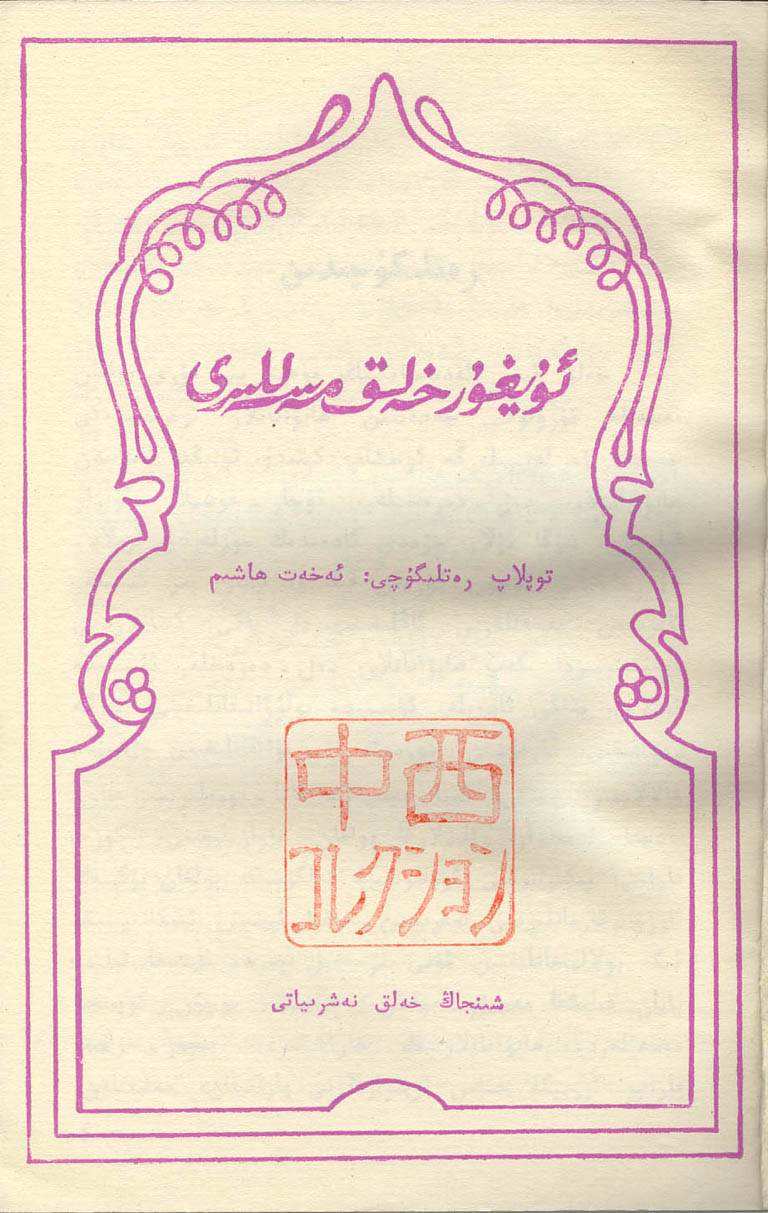 ئۇيغۇر خەلق مەسەللىرى
توپلاپ رەتلىگۈچى: ئەخەت ھاشىم
中西
コレクション
شىنجاڭ خەلق نەشرىياتى